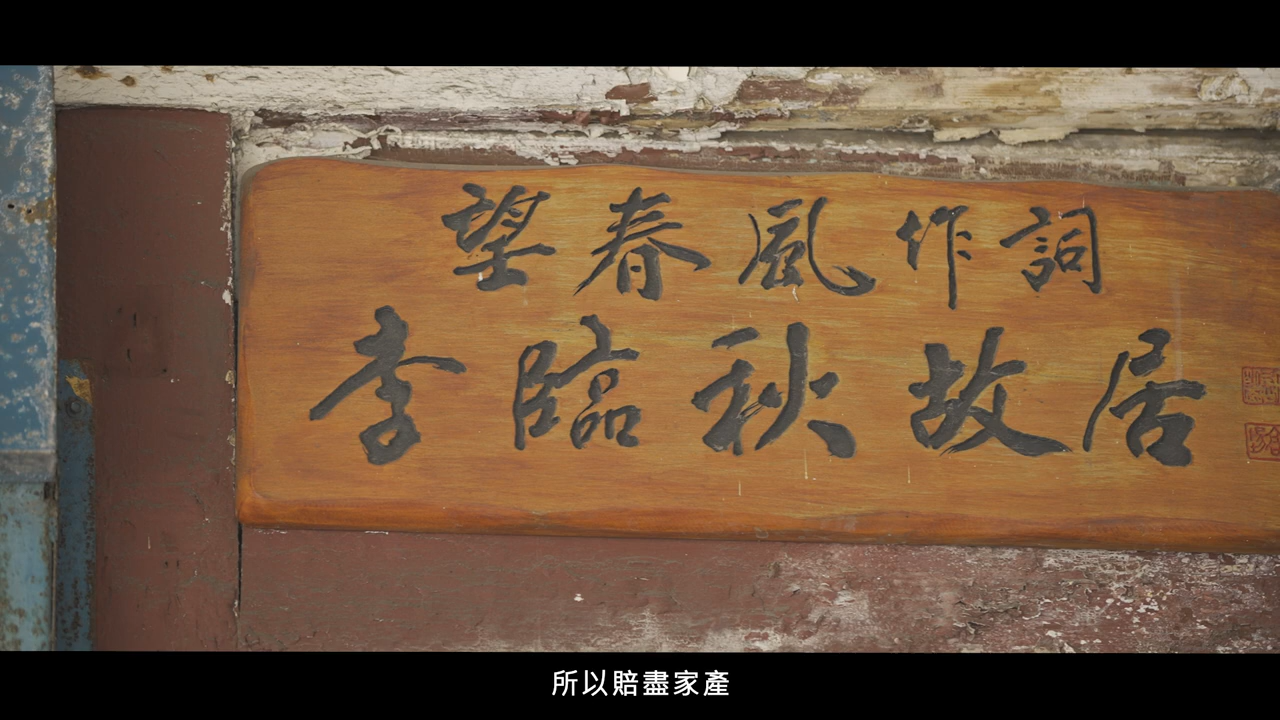 望春風作詞
李臨秋故居
所以賠盡家產